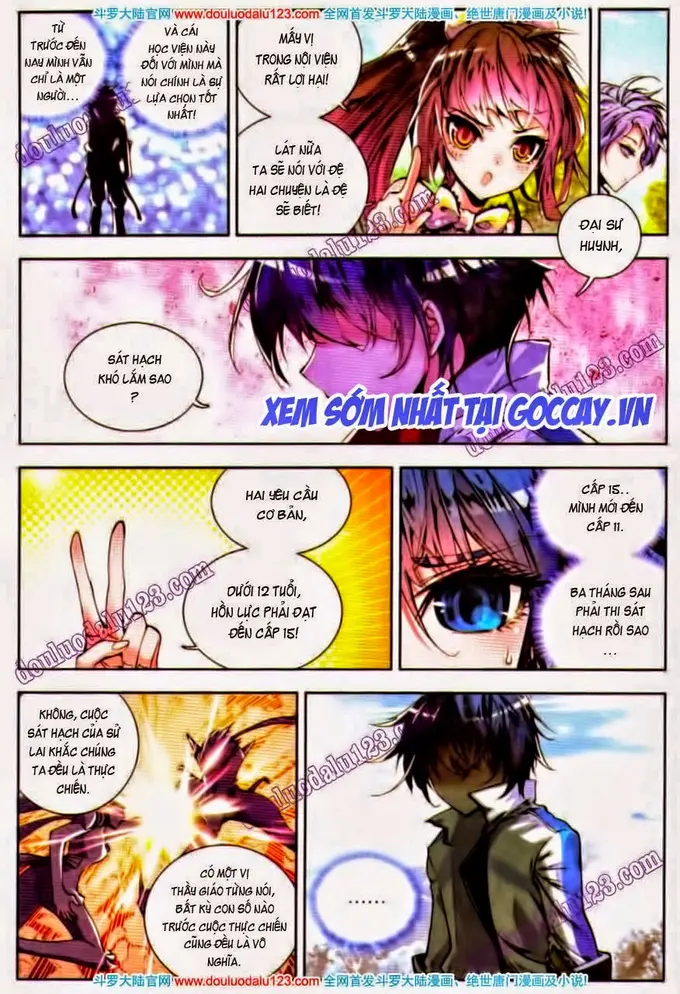 斗罗大陆官网 www.douluodalu123.com 全网首发斗罗大陆漫画、绝世唐门漫画及小说!
TỪ
TRƯỚC ĐẾN
NAY MÌNH VẪN
CHỈ LÀ MỘT
NGƯỜI...
VÀ CÁI
HỌC VIỆN NÀY
ĐỐI VỚI MÌNH MÀ
NÓI CHÍNH LÀ SỰ
LỰA CHỌN TỐT
NHẤT!
MẤY VỊ
TRONG NỘI VIỆN
RẤT LỢI HẠI!
LÁT NỮA
TA SẼ NÓI VỚI ĐỆ
HAI CHUYỆN LÀ ĐỆ
SẼ BIẾT!
ĐẠI SƯ
HUYNH,
douluodalu123.com
SÁT HẠCH
KHÓ LẮM SAO
?
XEM SỚM NHẤT TẠI GOCCAY.VN
douluodalu123.com
HAI YÊU CẦU
CƠ BẢN,
DƯỚI 12 TUỔI,
HỒN LỰC PHẢI ĐẠT
ĐẾN CẤP 15!
douluodalu123.com
CẤP 15..
MÌNH MỚI ĐẾN
CẤP 11.
BA THÁNG SAU
PHẢI THI SÁT
HẠCH RỒI SAO
...
KHÔNG, CUỘC
SÁT HẠCH CỦA SỬ
LAI KHẮC CHÚNG
TA ĐỀU LÀ THỰC
CHIẾN.
CÓ MỘT VỊ
THẦY GIÁO TỪNG NÓI,
BẤT KỲ CON SỐ NÀO
TRƯỚC CUỘC THỰC CHIẾN
CŨNG ĐỀU LÀ VÔ
NGHĨA.
......
斗罗大陆官网 www.douluodalu123.com 全网首发斗罗大陆漫画、绝世唐门漫画及小说!